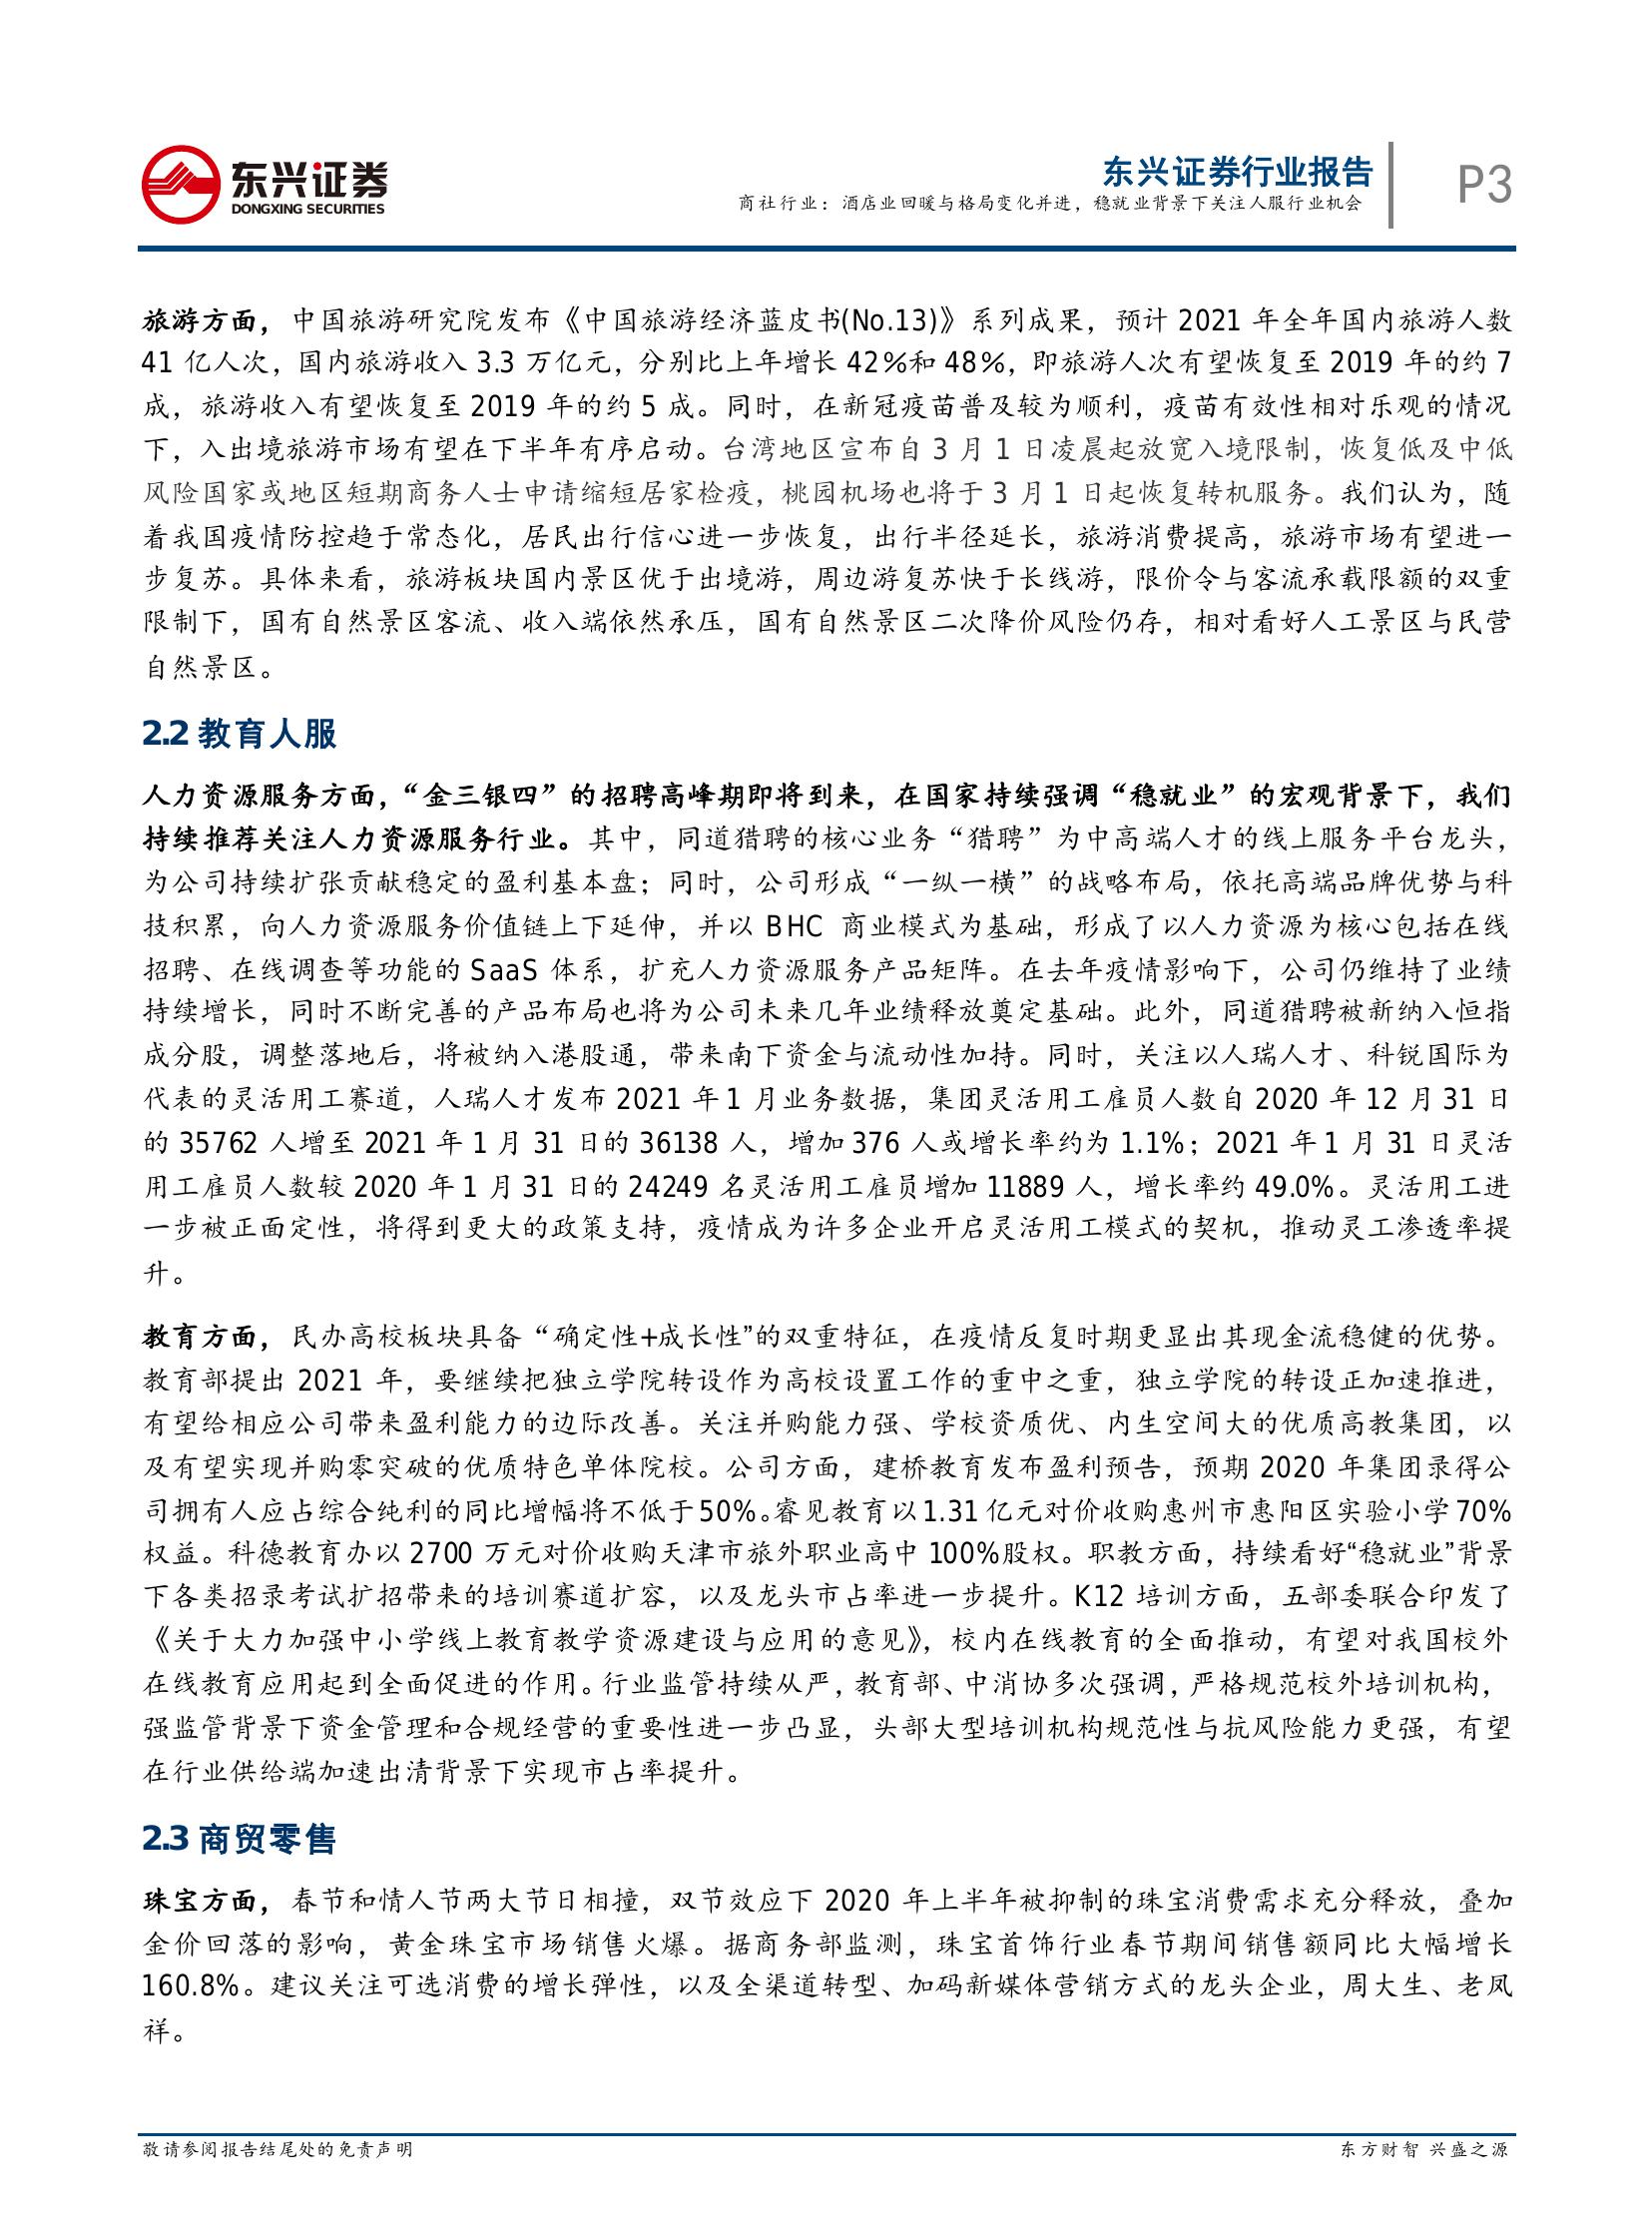 东兴证券
DONGXING SECURITIES
东兴证券行业报告
商社行业：酒店业回暖与格局变化并进，稳就业背景下关注人服行业机会
P3
旅游方面，中国旅游研究院发布《中国旅游经济蓝皮书(No.13)》系列成果，预计 2021 年全年国内旅游人数
41 亿人次，国内旅游收入 3.3 万亿元，分别比上年增长 42%和 48%，即旅游人次有望恢复至 2019 年的约 7
成，旅游收入有望恢复至 2019 年的约 5 成。同时，在新冠疫苗普及较为顺利，疫苗有效性相对乐观的情况
下，入出境旅游市场有望在下半年有序启动。台湾地区宣布自 3 月 1 日凌晨起放宽入境限制，恢复低及中低
风险国家或地区短期商务人士申请缩短居家检疫，桃园机场也将于 3 月 1 日起恢复转机服务。我们认为，随
着我国疫情防控趋于常态化，居民出行信心进一步恢复，出行半径延长，旅游消费提高，旅游市场有望进一
步复苏。具体来看，旅游板块国内景区优于出境游，周边游复苏快于长线游，限价令与客流承载限额的双重
限制下，国有自然景区客流、收入端依然承压，国有自然景区二次降价风险仍存，相对看好人工景区与民营
自然景区。
2.2 教育人服
人力资源服务方面，“金三银四”的招聘高峰期即将到来，在国家持续强调“稳就业”的宏观背景下，我们
持续推荐关注人力资源服务行业。其中，同道猎聘的核心业务“猎聘”为中高端人才的线上服务平台龙头，
为公司持续扩张贡献稳定的盈利基本盘；同时，公司形成“一纵一横”的战略布局，依托高端品牌优势与科
技积累，向人力资源服务价值链上下延伸，并以 BHC 商业模式为基础，形成了以人力资源为核心包括在线
招聘、在线调查等功能的 SaaS 体系，扩充人力资源服务产品矩阵。在去年疫情影响下，公司仍维持了业绩
持续增长，同时不断完善的产品布局也将为公司未来几年业绩释放奠定基础。此外，同道猎聘被新纳入恒指
成分股，调整落地后，将被纳入港股通，带来南下资金与流动性加持。同时，关注以人瑞人才、科锐国际为
代表的灵活用工赛道，人瑞人才发布 2021 年 1 月业务数据，集团灵活用工雇员人数自 2020 年 12 月 31 日
的 35762 人增至 2021 年 1 月 31 日的 36138 人，增加 376 人或增长率约为 1.1%；2021 年 1 月 31 日灵活
用工雇员人数较 2020 年 1 月 31 日的 24249 名灵活用工雇员增加 11889 人，增长率约 49.0%。灵活用工进
一步被正面定性，将得到更大的政策支持，疫情成为许多企业开启灵活用工模式的契机，推动灵工渗透率提
升。
教育方面，民办高校板块具备“确定性+成长性”的双重特征，在疫情反复时期更显出其现金流稳健的优势。
教育部提出 2021 年，要继续把独立学院转设作为高校设置工作的重中之重，独立学院的转设正加速推进，
有望给相应公司带来盈利能力的边际改善。关注并购能力强、学校资质优、内生空间大的优质高教集团，以
及有望实现并购零突破的优质特色单体院校。公司方面，建桥教育发布盈利预告，预期 2020 年集团录得公
司拥有人应占综合纯利的同比增幅将不低于 50%。睿见教育以 1.31 亿元对价收购惠州市惠阳区实验小学 70%
权益。科德教育办以 2700 万元对价收购天津市旅外职业高中 100%股权。职教方面，持续看好“稳就业”背景
下各类招录考试扩招带来的培训赛道扩容，以及龙头市占率进一步提升。K12 培训方面，五部委联合印发了
《关于大力加强中小学线上教育教学资源建设与应用的意见》，校内在线教育的全面推动，有望对我国校外
在线教育应用起到全面促进的作用。行业监管持续从严，教育部、中消协多次强调，严格规范校外培训机构，
强监管背景下资金管理和合规经营的重要性进一步凸显，头部大型培训机构规范性与抗风险能力更强，有望
在行业供给端加速出清背景下实现市占率提升。
2.3 商贸零售
珠宝方面，春节和情人节两大节日相撞，双节效应下 2020 年上半年被抑制的珠宝消费需求充分释放，叠加
金价回落的影响，黄金珠宝市场销售火爆。据商务部监测，珠宝首饰行业春节期间销售额同比大幅增长
160.8%。建议关注可选消费的增长弹性，以及全渠道转型、加码新媒体营销方式的龙头企业，周大生、老凤
祥。
敬请参阅报告结尾处的免责声明
东方财智 兴盛之源